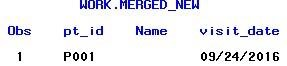 WORK.MERGED_NEW
Obs pt_id Name visit_date
1 P001 09/24/2016